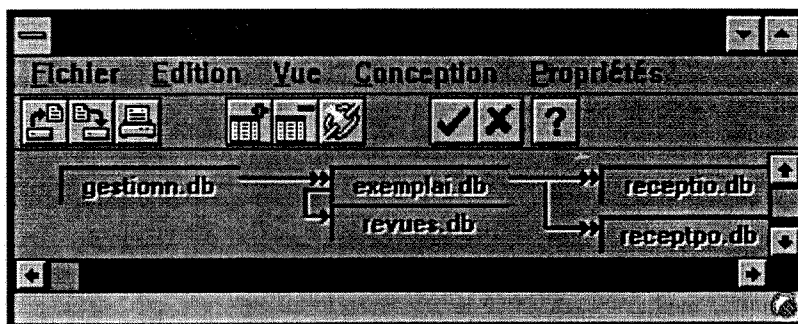 Fichier Edition Vue Conception Propriétés
?
gestionn.db exemplai.db receptio.db
revues.db receptpo.db